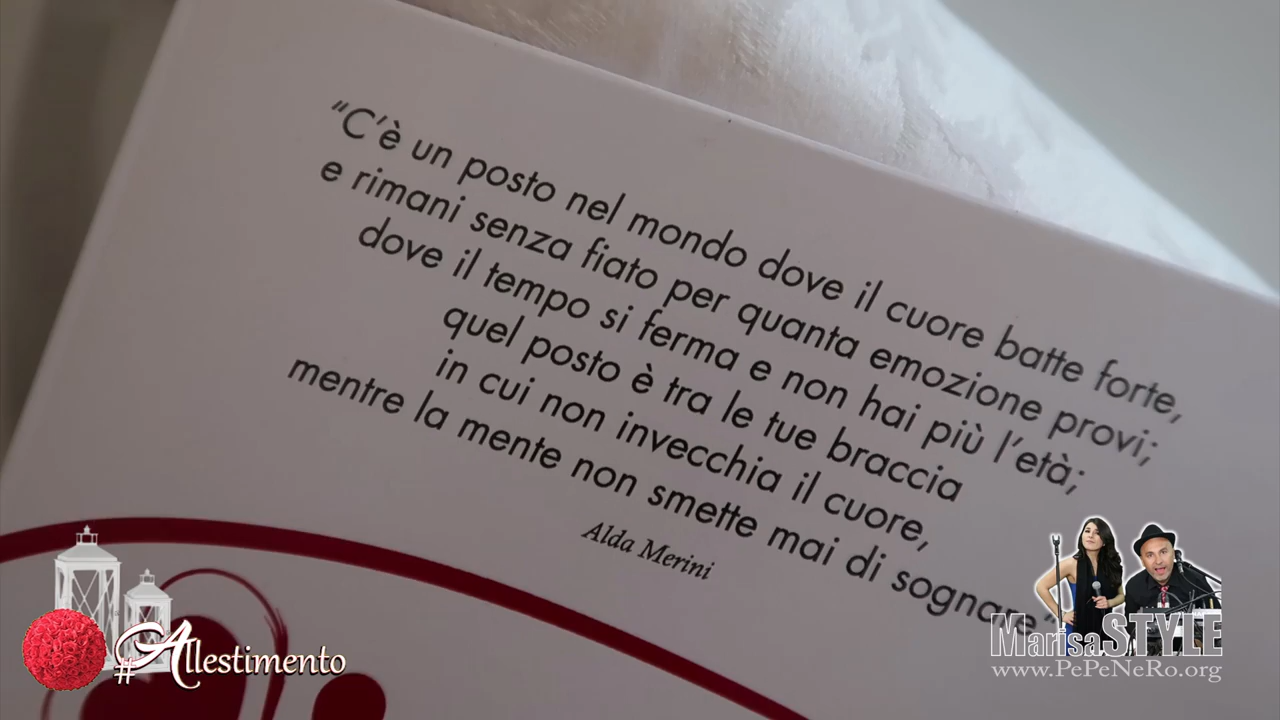 “C’è un posto nel mondo dove il cuore batte forte,
e rimani senza fiato per quanta emozione provi;
dove il tempo si ferma e non hai più l’età;
quel posto è tra le tue braccia
in cui non invecchia il cuore,
mentre la mente non smette mai di sognare”
Alda Merini
#Allestimento
MarisaSTYLE
www.PePeNeRo.org